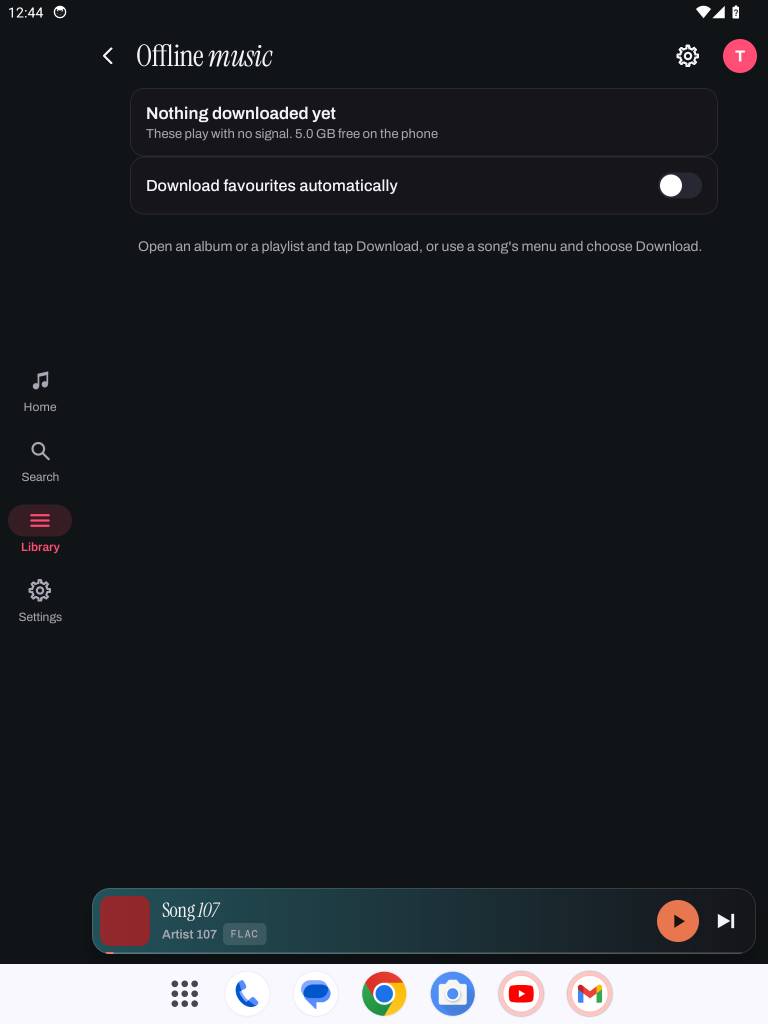 12:44
Offline music
T
Nothing downloaded yet
These play with no signal. 5.0 GB free on the phone
Download favourites automatically
Open an album or a playlist and tap Download, or use a song's menu and choose Download.
Home
Search
Library
Settings
Song 107
Artist 107 FLAC